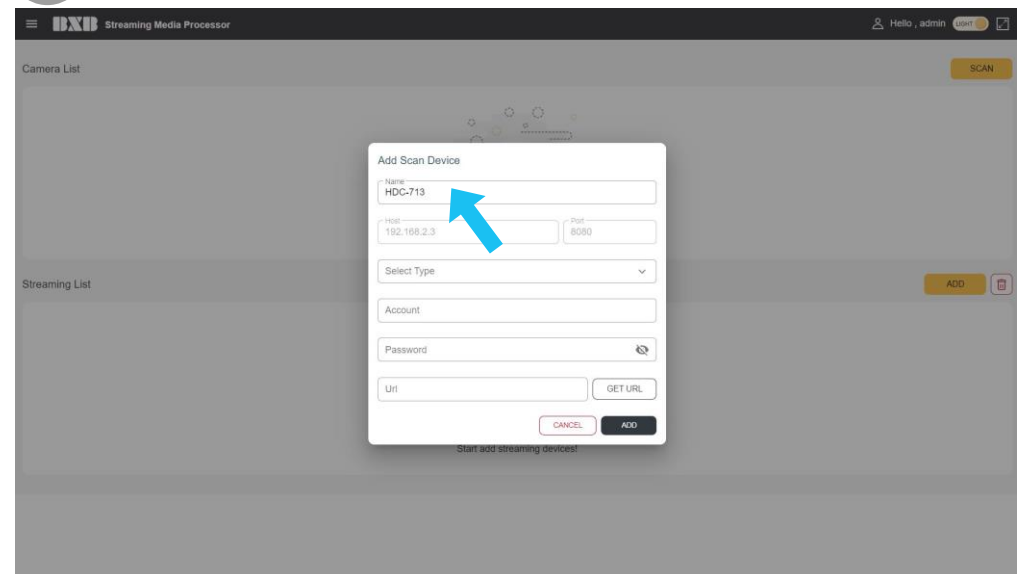 BXB Streaming Media Processor
Hello , admin LIGHT
Camera List
SCAN
Add Scan Device
Name
HDC-713
Host
192.168.2.3
Port
8080
Select Type
Streaming List
ADD
Account
Password
Url
GET URL
CANCEL
ADD
Start add streaming devices!